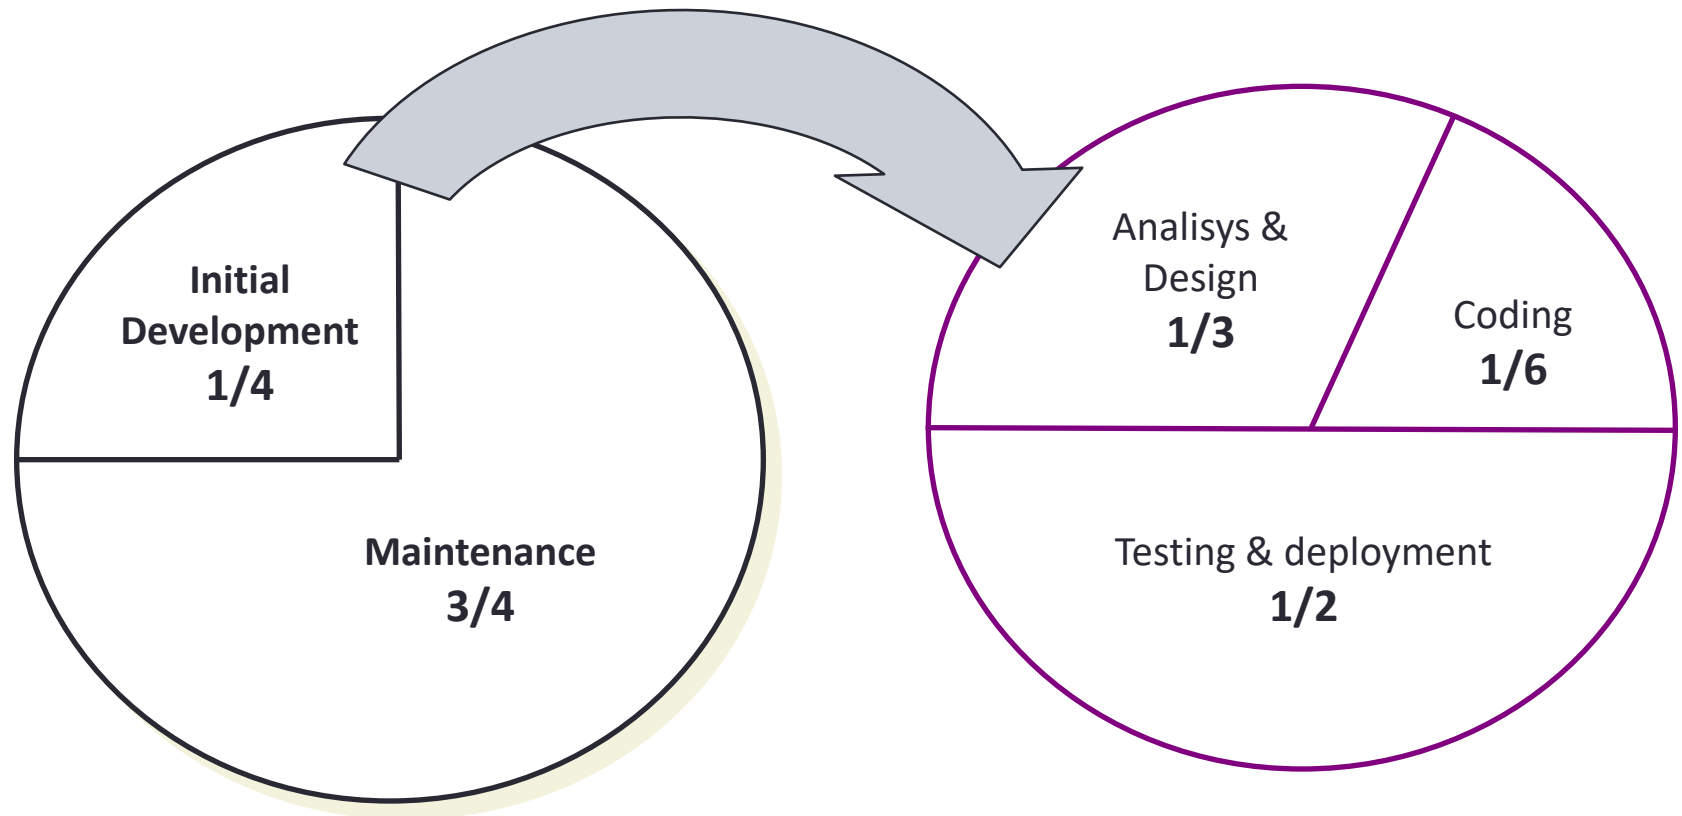 Initial
Development
1/4
Maintenance
3/4
Analisys &
Design
1/3
Coding
1/6
Testing & deployment
1/2